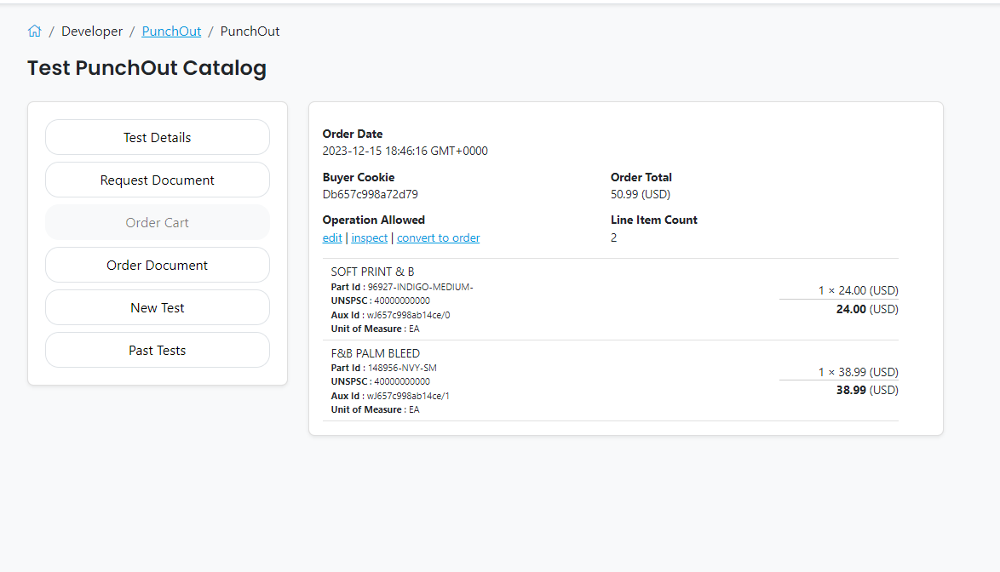 / Developer / PunchOut / PunchOut
Test PunchOut Catalog
Test Details
Request Document
Order Cart
Order Document
New Test
Past Tests
Order Date
2023-12-15 18:46:16 GMT+0000
Buyer Cookie
Db657c998a72d79
Order Total
50.99 (USD)
Operation Allowed
edit | inspect | convert to order
Line Item Count
2
SOFT PRINT & B
Part Id : 96927-INDIGO-MEDIUM-
UNSPSC : 40000000000
Aux Id : wJ657c998ab14ce/0
Unit of Measure : EA
1 × 24.00 (USD)
24.00 (USD)
F&B PALM BLEED
Part Id : 148956-NVY-SM
UNSPSC : 40000000000
Aux Id : wJ657c998ab14ce/1
Unit of Measure : EA
1 × 38.99 (USD)
38.99 (USD)